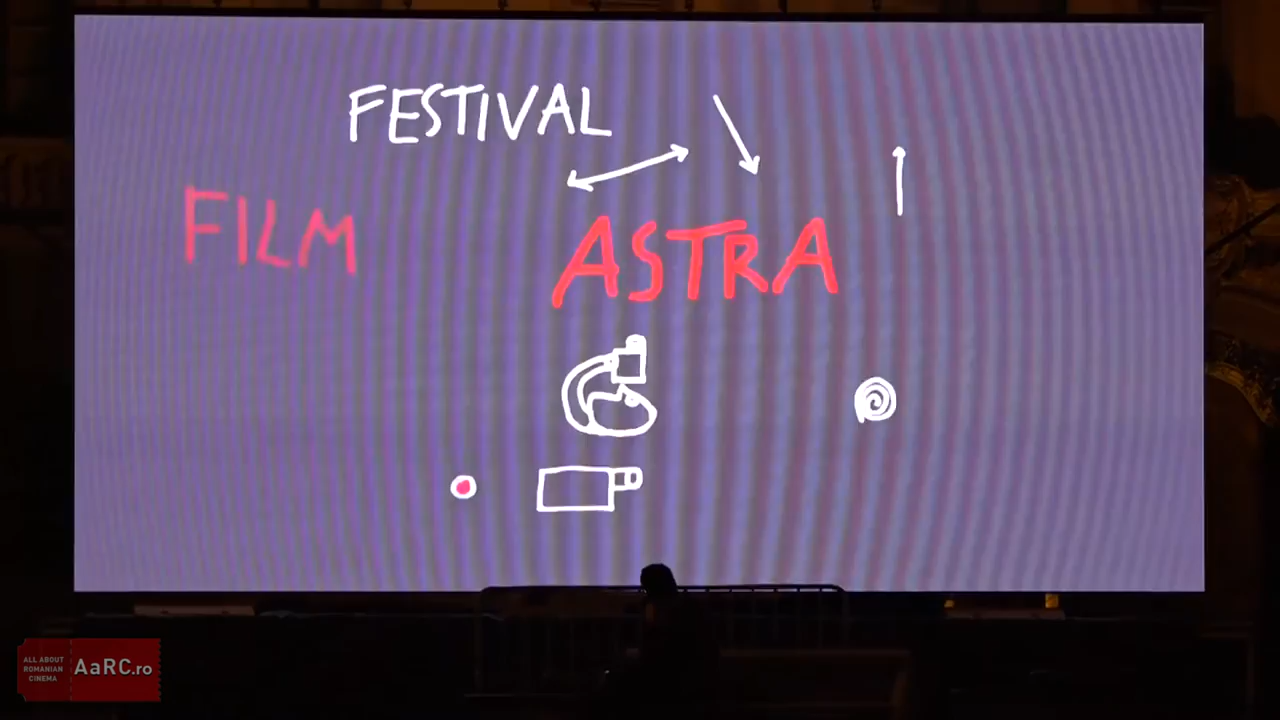 FESTIVAL
FILM
ASTRA
ALL ABOUT
ROMANIAN
CINEMA
AaRC.ro